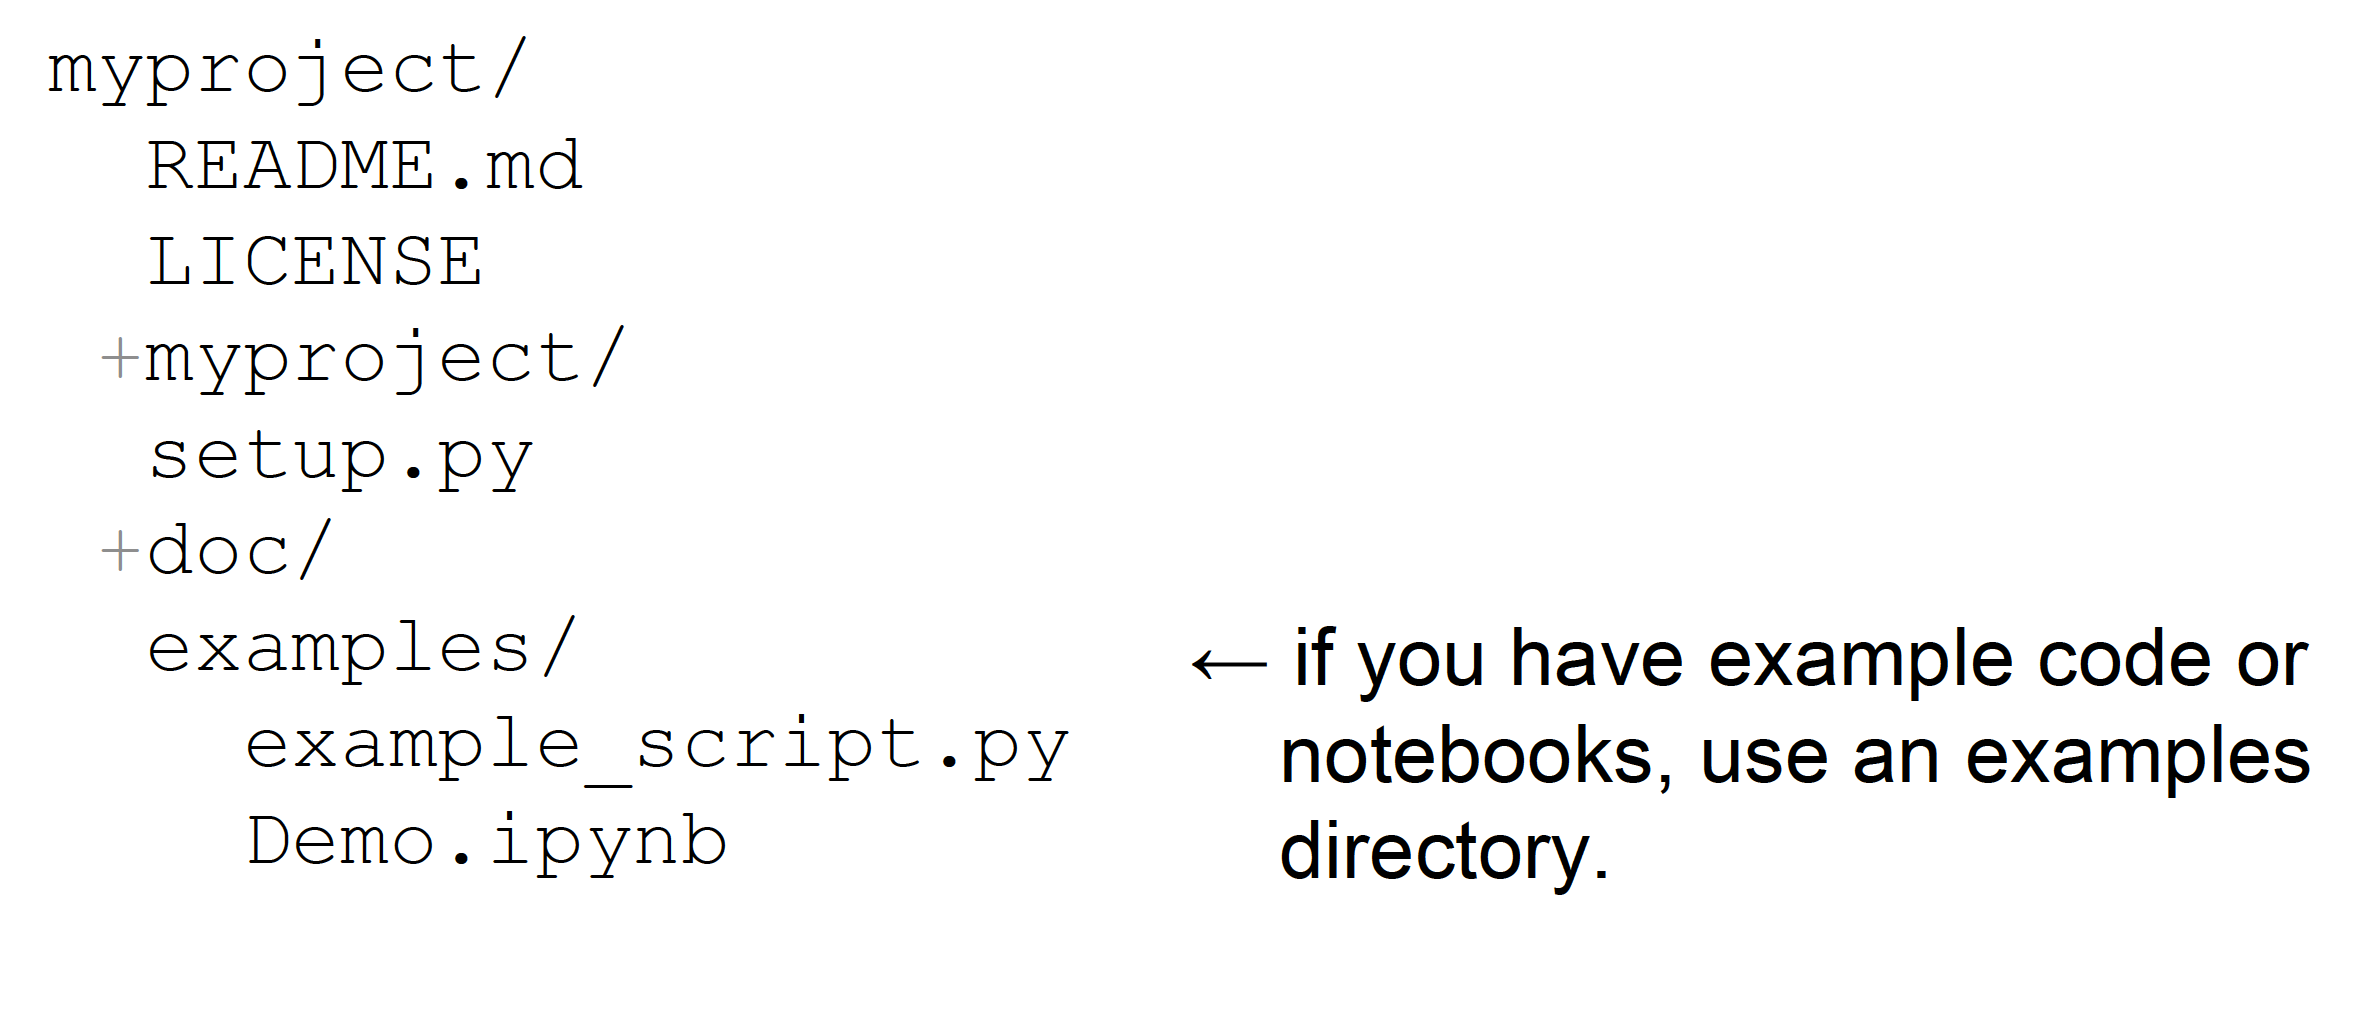 myproject/
README.md
LICENSE
+myproject/
setup.py
+doc/
examples/
example_script.py
Demo.ipynb
← if you have example code or
notebooks, use an examples
directory.